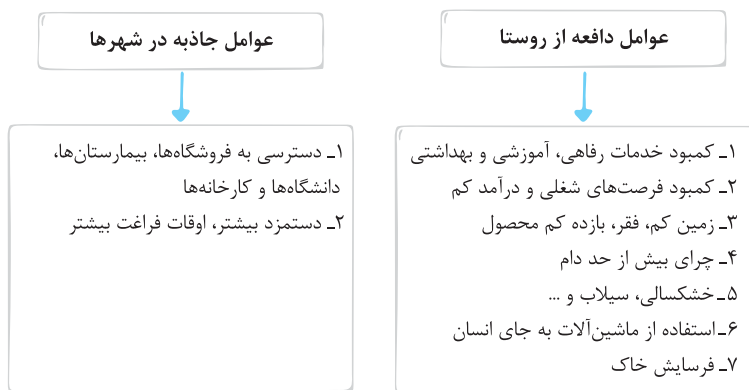 عوامل دافعه از روستا
۱ـ کمبود خدمات رفاهی، آموزشی و بهداشتی
۲ـ کمبود فرصت‌های شغلی و درآمد کم
۳ـ زمین کم، فقر، بازده کم محصول
۴ـ چرای بیش از حد دام
۵ـ خشکسالی، سیلاب و ...
۶ـ استفاده از ماشین‌آلات به جای انسان
۷ـ فرسایش خاک
عوامل جاذبه در شهرها
۱ـ دسترسی به فروشگاه‌ها، بیمارستان‌ها،
دانشگاه‌ها و کارخانه‌ها
۲ـ دستمزد بیشتر، اوقات فراغت بیشتر